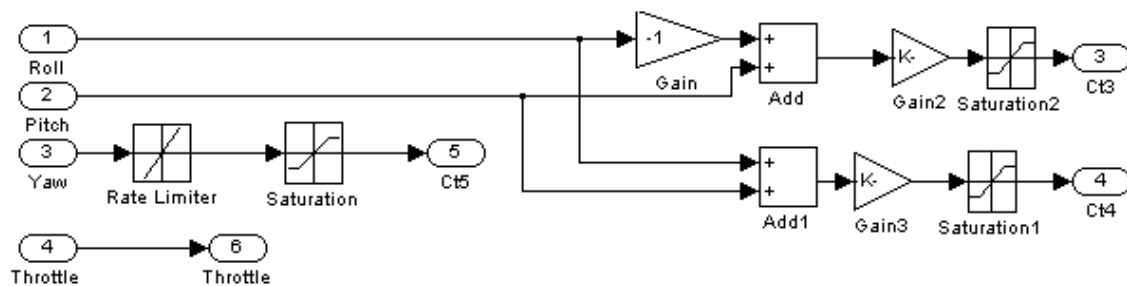 1
Roll
2
Pitch
3
Yaw
Rate Limiter
Saturation
5
Ct5
4
Throttle
6
Throttle
-1
Gain
+
+
Add
K-
Gain2
Saturation2
3
Ct3
+
+
Add1
K-
Gain3
Saturation1
4
Ct4